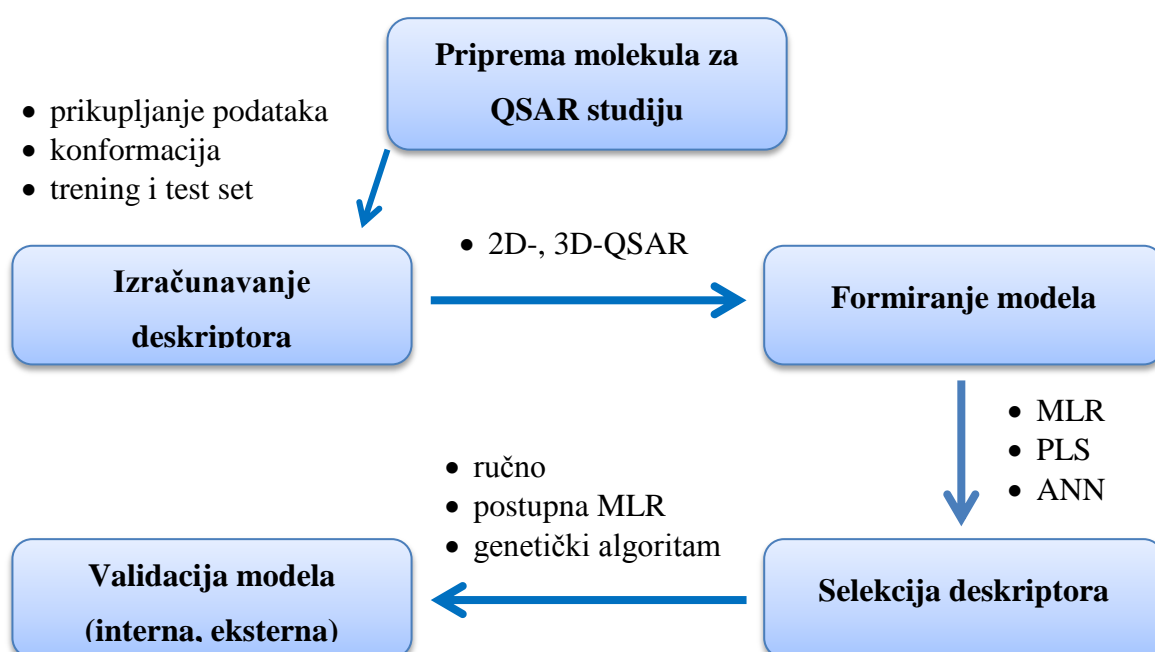 Priprema molekula za
QSAR studiju
• prikupljanje podataka
• konformacija
• trening i test set
Izračunavanje
deskriptora
• 2D-, 3D-QSAR
Formiranje modela
• MLR
• PLS
• ANN
Selekcija deskriptora
• ručno
• postupna MLR
• genetički algoritam
Validacija modela
(interna, eksterna)